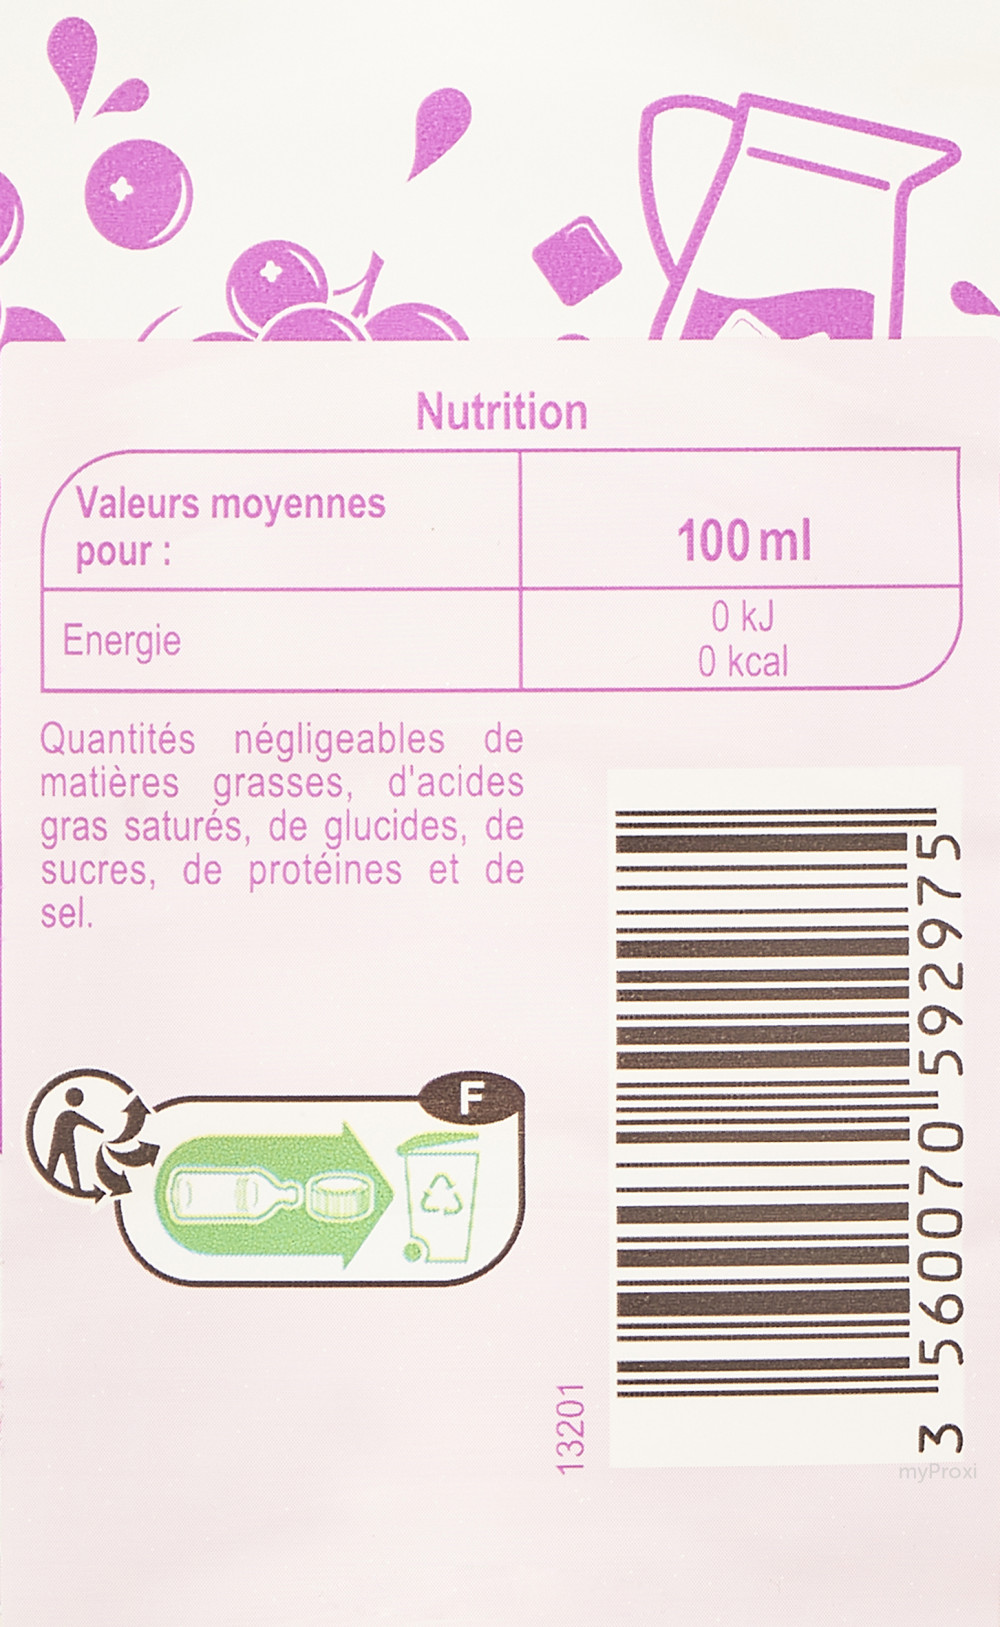 Nutrition
Valeurs moyennes
pour :
100 ml
Energie
0 kJ
0 kcal
Quantités négligeables de
matières grasses, d'acides
gras saturés, de glucides, de
sucres, de protéines et de
sel.
F
13201
3 560070 592975
myProxi